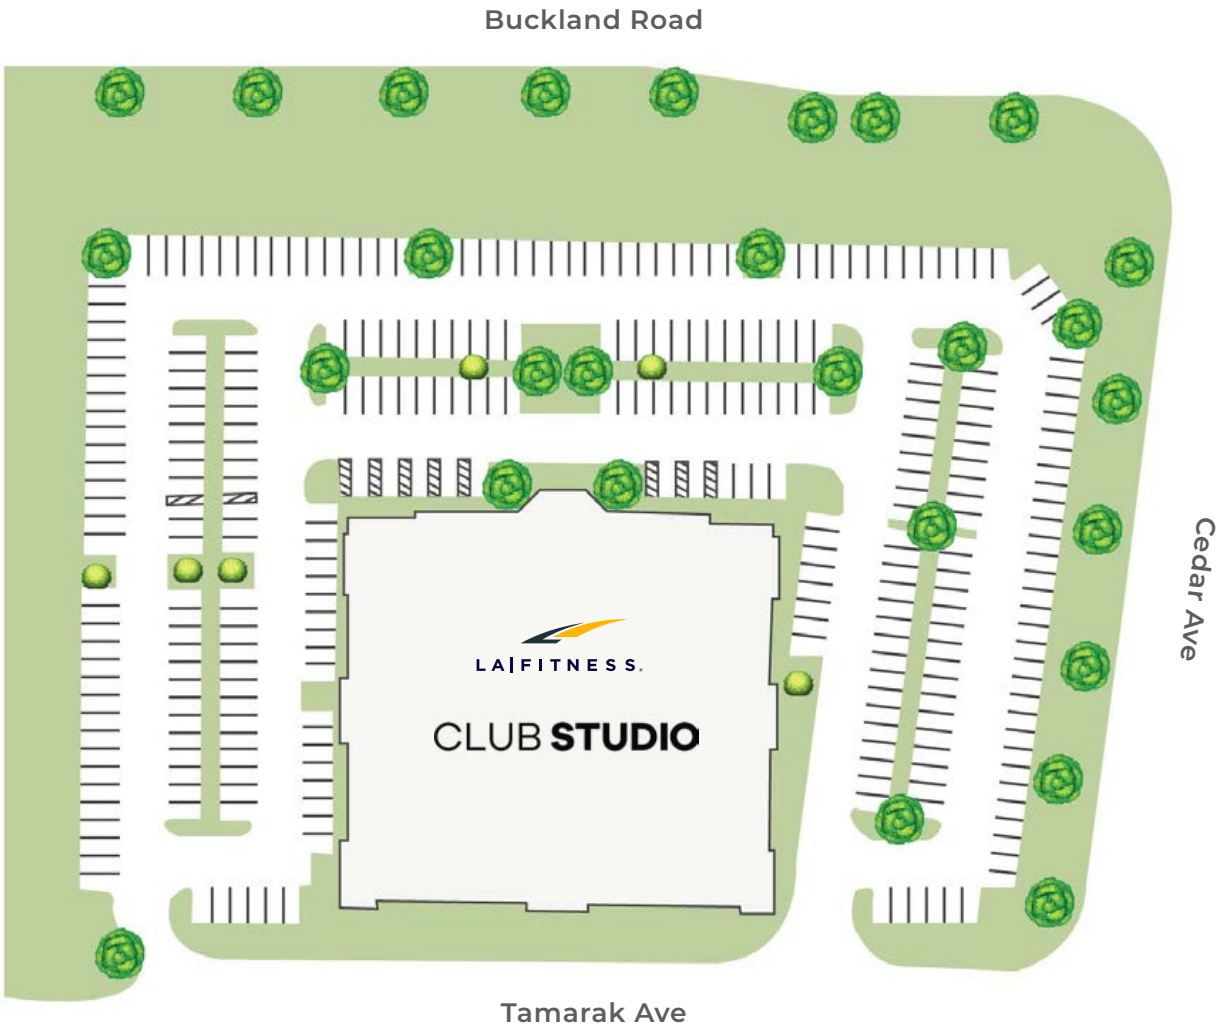 Buckland Road
Cedar Ave
LA|FITNESS.
CLUB STUDIO
Tamarak Ave